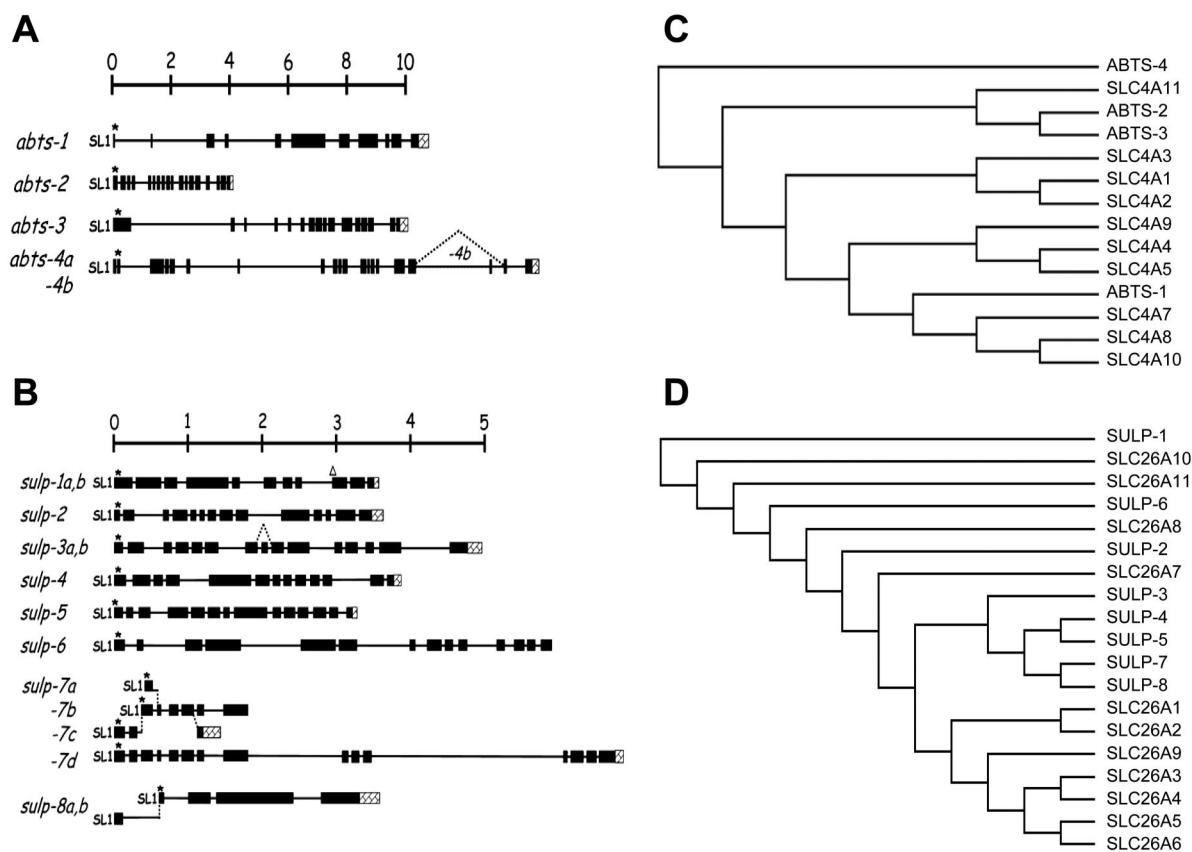 A
0 2 4 6 8 10
*
abts-1 SL1
*
abts-2 SL1
*
abts-3 SL1
*
abts-4a SL1 -4b
-4b
B
0 1 2 3 4 5
* Δ
sulp-1a,b SL1
*
sulp-2 SL1
*
sulp-3a,b SL1
*
sulp-4 SL1
*
sulp-5 SL1
*
sulp-6 SL1
*
sulp-7a SL1
*
-7b SL1
*
-7c SL1
*
-7d SL1
*
sulp-8a,b SL1
SL1
C
ABTS-4
SLC4A11
ABTS-2
ABTS-3
SLC4A3
SLC4A1
SLC4A2
SLC4A9
SLC4A4
SLC4A5
ABTS-1
SLC4A7
SLC4A8
SLC4A10
D
SULP-1
SLC26A10
SLC26A11
SULP-6
SLC26A8
SULP-2
SLC26A7
SULP-3
SULP-4
SULP-5
SULP-7
SULP-8
SLC26A1
SLC26A2
SLC26A9
SLC26A3
SLC26A4
SLC26A5
SLC26A6